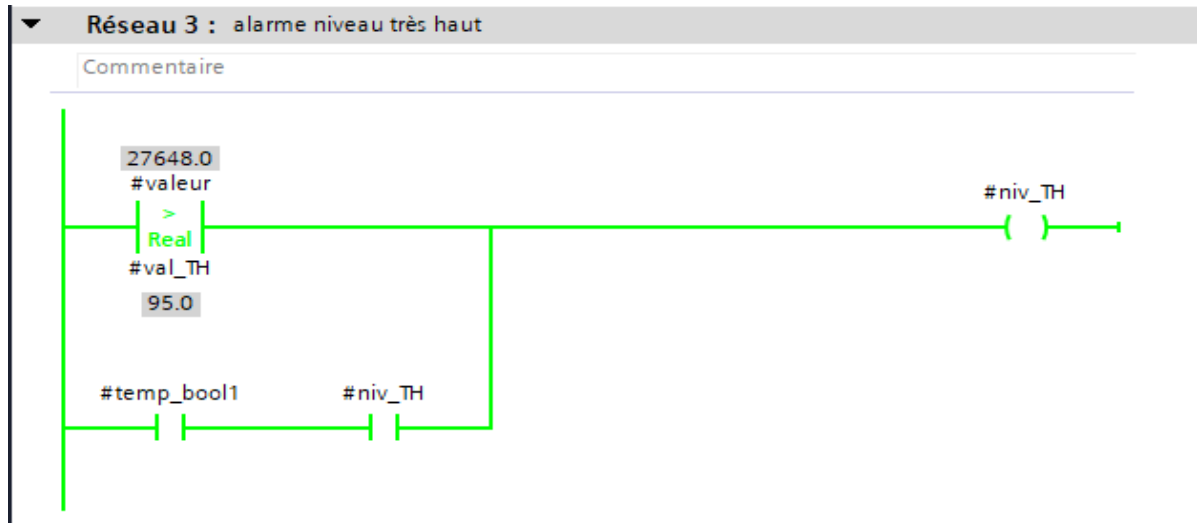 Réseau 3 : alarme niveau très haut
Commentaire
27648.0
#valeur
>
Real
#val_TH
95.0
#niv_TH
#temp_bool1 #niv_TH